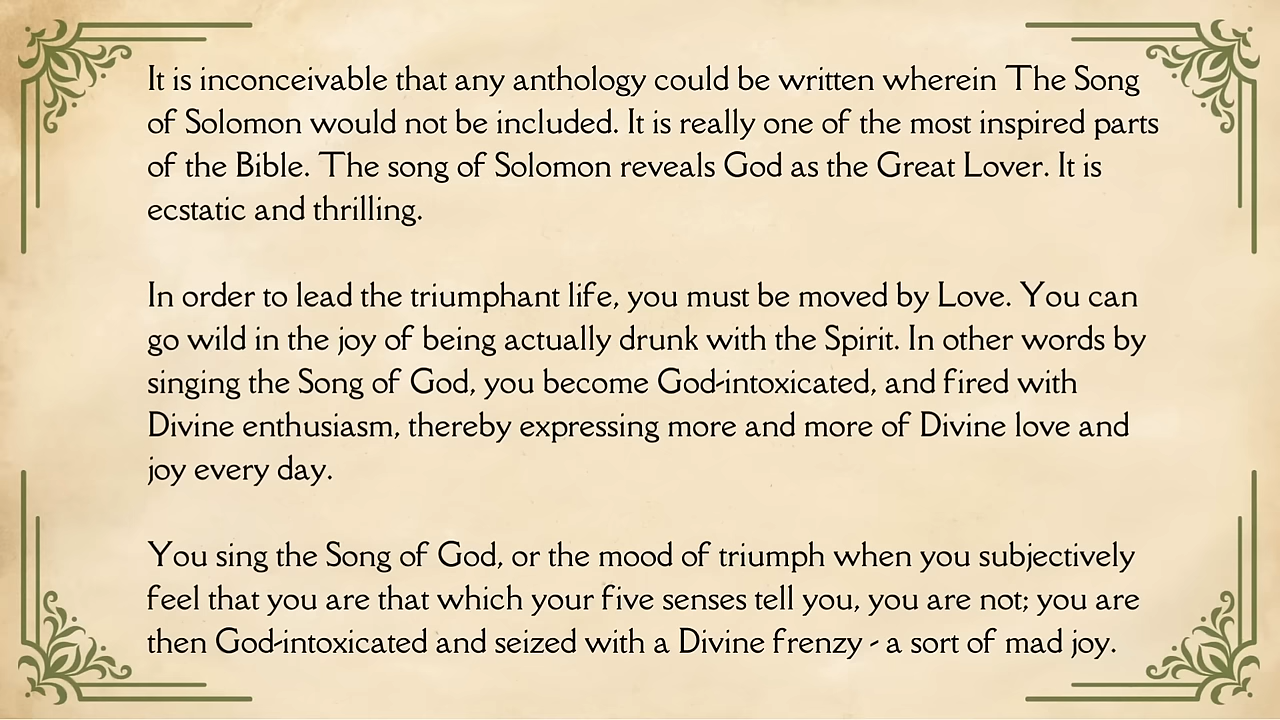 It is inconceivable that any anthology could be written wherein The Song
of Solomon would not be included. It is really one of the most inspired parts
of the Bible. The song of Solomon reveals God as the Great Lover. It is
ecstatic and thrilling.
In order to lead the triumphant life, you must be moved by Love. You can
go wild in the joy of being actually drunk with the Spirit. In other words by
singing the Song of God, you become God-intoxicated, and fired with
Divine enthusiasm, thereby expressing more and more of Divine love and
joy every day.
You sing the Song of God, or the mood of triumph when you subjectively
feel that you are that which your five senses tell you, you are not; you are
then God-intoxicated and seized with a Divine frenzy - a sort of mad joy.